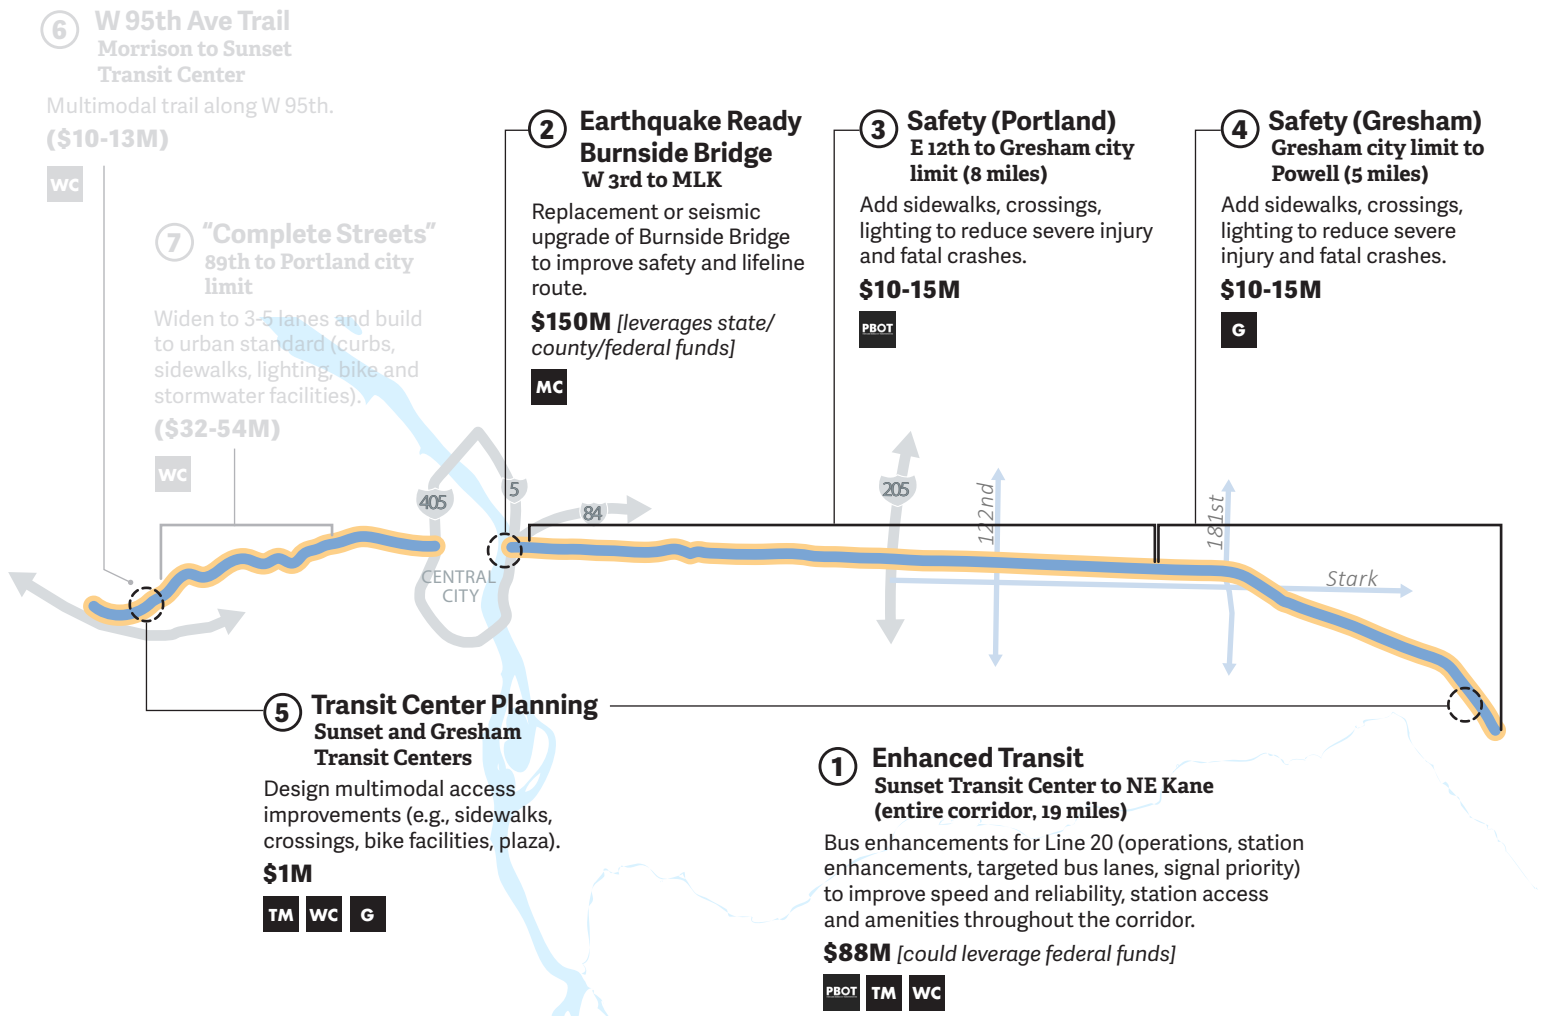 6 W 95th Ave Trail
Morrison to Sunset
Transit Center
Multimodal trail along W 95th.
($10-13M)
WC
7 “Complete Streets”
89th to Portland city
limit
Widen to 3-5 lanes and build
to urban standard (curbs,
sidewalks, lighting, bike and
stormwater facilities).
($32-54M)
WC
2 Earthquake Ready
Burnside Bridge
W 3rd to MLK
Replacement or seismic
upgrade of Burnside Bridge
to improve safety and lifeline
route.
$150M [leverages state/
county/federal funds]
MC
3 Safety (Portland)
E 12th to Gresham city
limit (8 miles)
Add sidewalks, crossings,
lighting to reduce severe injury
and fatal crashes.
$10-15M
PBOT
4 Safety (Gresham)
Gresham city limit to
Powell (5 miles)
Add sidewalks, crossings,
lighting to reduce severe
injury and fatal crashes.
$10-15M
G
405
5
84
205
122nd
181st
Stark
CENTRAL
CITY
5 Transit Center Planning
Sunset and Gresham
Transit Centers
Design multimodal access
improvements (e.g., sidewalks,
crossings, bike facilities, plaza).
$1M
TM WC G
1 Enhanced Transit
Sunset Transit Center to NE Kane
(entire corridor, 19 miles)
Bus enhancements for Line 20 (operations, station
enhancements, targeted bus lanes, signal priority)
to improve speed and reliability, station access
and amenities throughout the corridor.
$88M [could leverage federal funds]
PBOT TM WC